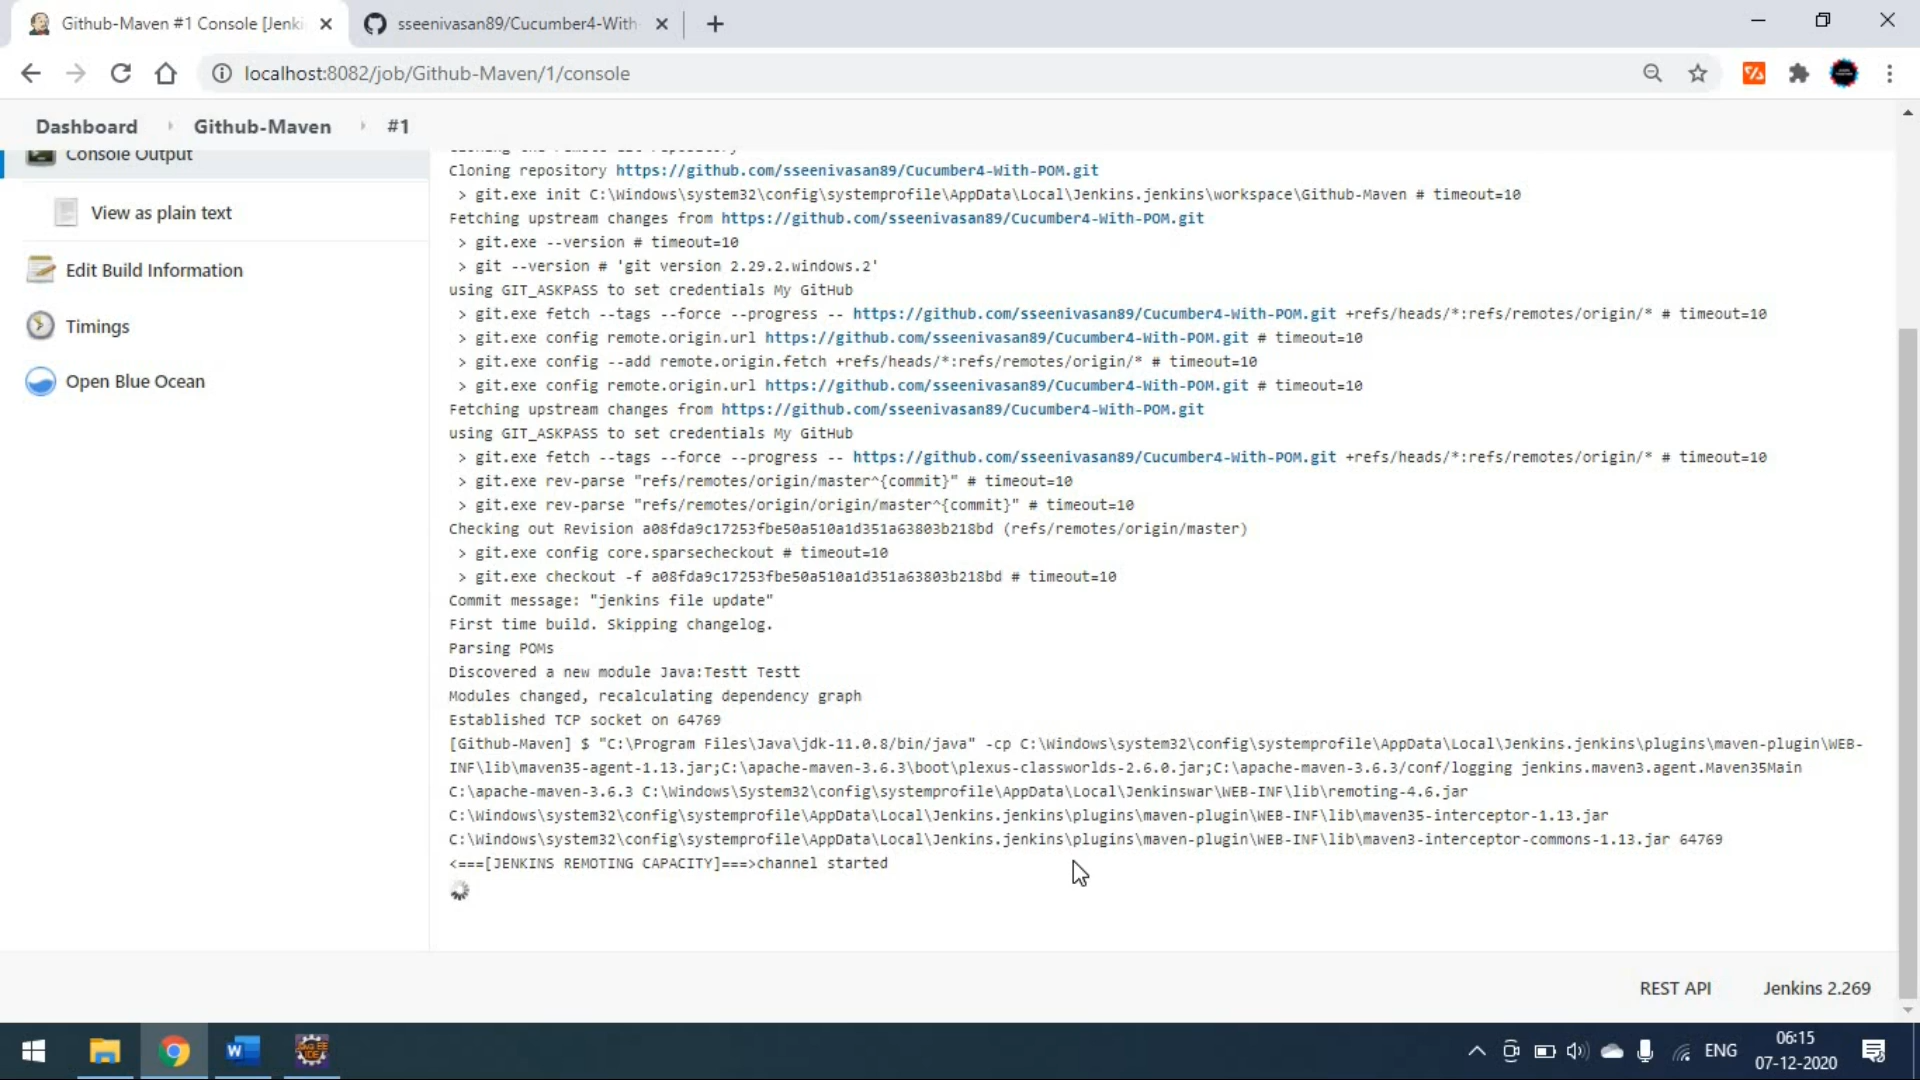 Github-Maven #1 Console [Jenki
sseenivasan89/Cucumber4-With
localhost:8082/job/Github-Maven/1/console
Dashboard
Github-Maven
#1
Console Output
View as plain text
Edit Build Information
Timings
Open Blue Ocean
Cloning the remote Git repository
Cloning repository https://github.com/sseenivasan89/Cucumber4-With-POM.git
> git.exe init C:\Windows\system32\config\systemprofile\AppData\Local\Jenkins.jenkins\workspace\Github-Maven # timeout=10
Fetching upstream changes from https://github.com/sseenivasan89/Cucumber4-With-POM.git
> git.exe --version # timeout=10
> git --version # 'git version 2.29.2.windows.2'
using GIT_ASKPASS to set credentials My GitHub
> git.exe fetch --tags --force --progress -- https://github.com/sseenivasan89/Cucumber4-With-POM.git +refs/heads/*:refs/remotes/origin/* # timeout=10
> git.exe config remote.origin.url https://github.com/sseenivasan89/Cucumber4-With-POM.git # timeout=10
> git.exe config --add remote.origin.fetch +refs/heads/*:refs/remotes/origin/* # timeout=10
> git.exe config remote.origin.url https://github.com/sseenivasan89/Cucumber4-With-POM.git # timeout=10
Fetching upstream changes from https://github.com/sseenivasan89/Cucumber4-With-POM.git
using GIT_ASKPASS to set credentials My GitHub
> git.exe fetch --tags --force --progress -- https://github.com/sseenivasan89/Cucumber4-With-POM.git +refs/heads/*:refs/remotes/origin/* # timeout=10
> git.exe rev-parse "refs/remotes/origin/master^{commit}" # timeout=10
> git.exe rev-parse "refs/remotes/origin/origin/master^{commit}" # timeout=10
Checking out Revision a08fda9c17253fbe50a510a1d351a63803b218bd (refs/remotes/origin/master)
> git.exe config core.sparsecheckout # timeout=10
> git.exe checkout -f a08fda9c17253fbe50a510a1d351a63803b218bd # timeout=10
Commit message: "jenkins file update"
First time build. Skipping changelog.
Parsing POMs
Discovered a new module Java:Testt Testt
Modules changed, recalculating dependency graph
Established TCP socket on 64769
[Github-Maven] $ "C:\Program Files\Java\jdk-11.0.8/bin/java" -cp C:\Windows\system32\config\systemprofile\AppData\Local\Jenkins.jenkins\plugins\maven-plugin\WEB-
INF\lib\maven35-agent-1.13.jar;C:\apache-maven-3.6.3\boot\plexus-classworlds-2.6.0.jar;C:\apache-maven-3.6.3/conf/logging jenkins.maven3.agent.Maven35Main
C:\apache-maven-3.6.3 C:\Windows\System32\config\systemprofile\AppData\Local\Jenkinswar\WEB-INF\lib\remoting-4.6.jar
C:\Windows\system32\config\systemprofile\AppData\Local\Jenkins.jenkins\plugins\maven-plugin\WEB-INF\lib\maven35-interceptor-1.13.jar
C:\Windows\system32\config\systemprofile\AppData\Local\Jenkins.jenkins\plugins\maven-plugin\WEB-INF\lib\maven3-interceptor-commons-1.13.jar 64769
<===[JENKINS REMOTING CAPACITY]===>channel started
REST API
Jenkins 2.269
ENG
06:15
07-12-2020